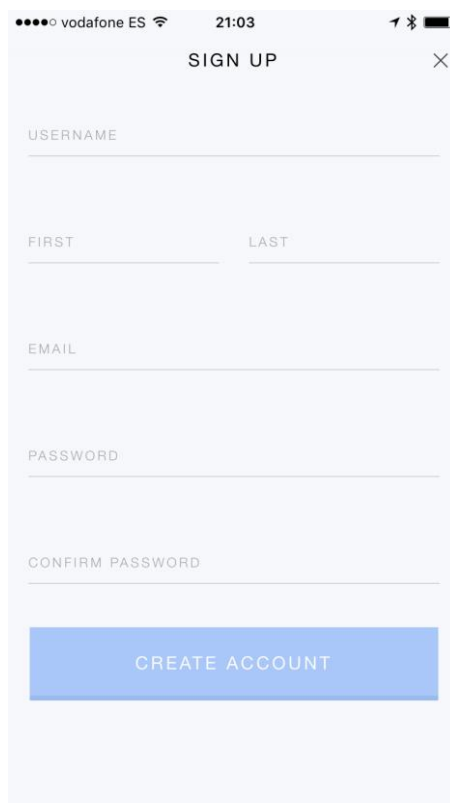 vodafone ES 21:03
SIGN UP
USERNAME
FIRST LAST
EMAIL
PASSWORD
CONFIRM PASSWORD
CREATE ACCOUNT